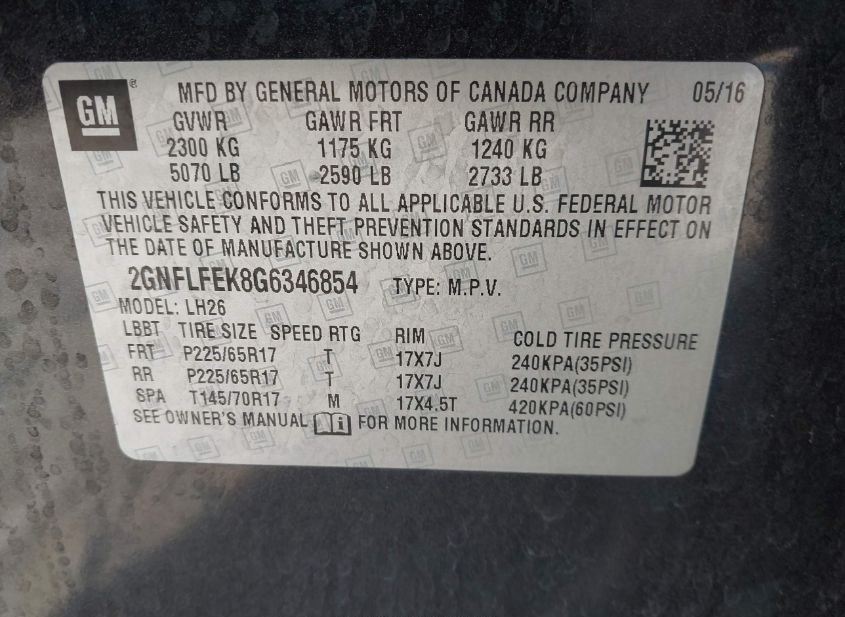 GM ® MFD BY GENERAL MOTORS OF CANADA COMPANY 05/16
GVWR GAWR FRT GAWR RR
2300 KG 1175 KG 1240 KG
5070 LB 2590 LB 2733 LB
THIS VEHICLE CONFORMS TO ALL APPLICABLE U.S. FEDERAL MOTOR
VEHICLE SAFETY AND THEFT PREVENTION STANDARDS IN EFFECT ON
THE DATE OF MANUFACTURE SHOWN ABOVE.
2GNFLFEK8G6346854 TYPE: M.P.V.
MODEL: LH26
LBBT TIRE SIZE SPEED RTG RIM COLD TIRE PRESSURE
FRT P225/65R17 T 17X7J 240KPA(35PSI)
RR P225/65R17 T 17X7J 240KPA(35PSI)
SPA T145/70R17 M 17X4.5T 420KPA(60PSI)
SEE OWNER'S MANUAL i FOR MORE INFORMATION.